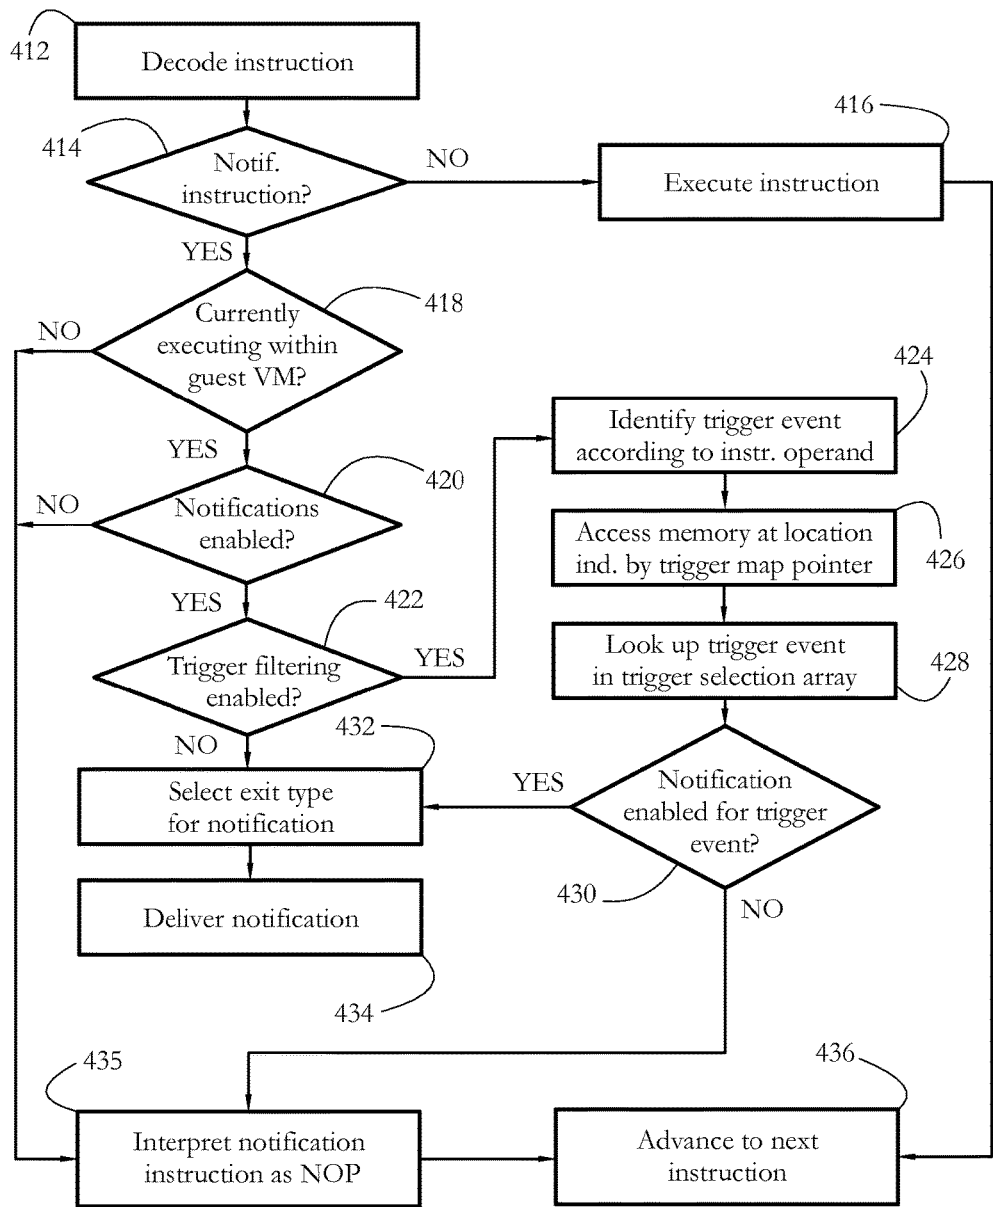 412
Decode instruction
414
Notif.
instruction?
NO
416
Execute instruction
YES
418
Currently
executing within
guest VM?
NO
YES
424
Identify trigger event
according to instr. operand
420
Notifications
enabled?
NO
426
Access memory at location
ind. by trigger map pointer
YES
422
Trigger filtering
enabled?
YES
428
Look up trigger event
in trigger selection array
NO
432
Select exit type
for notification
YES
Notification
enabled for trigger
event?
430
NO
Deliver notification
434
435
Interpret notification
instruction as NOP
436
Advance to next
instruction